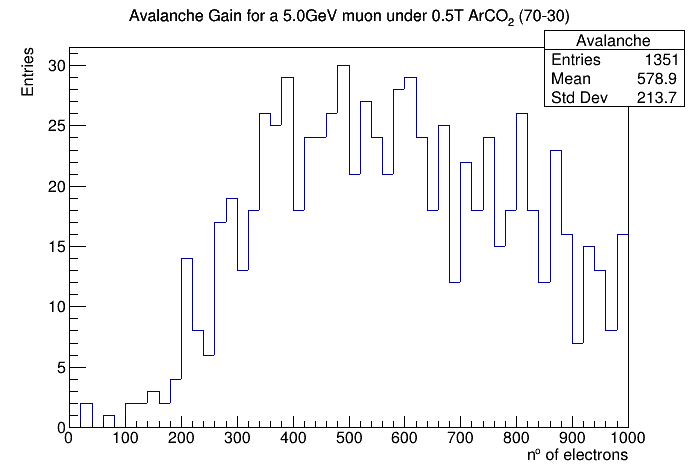 Avalanche Gain for a 5.0GeV muon under 0.5T ArCO₂ (70-30)
Avalanche
Entries 1351
Mean 578.9
Std Dev 213.7
Entries
30
25
20
15
10
5
0
0 100 200 300 400 500 600 700 800 900 1000
nº of electrons